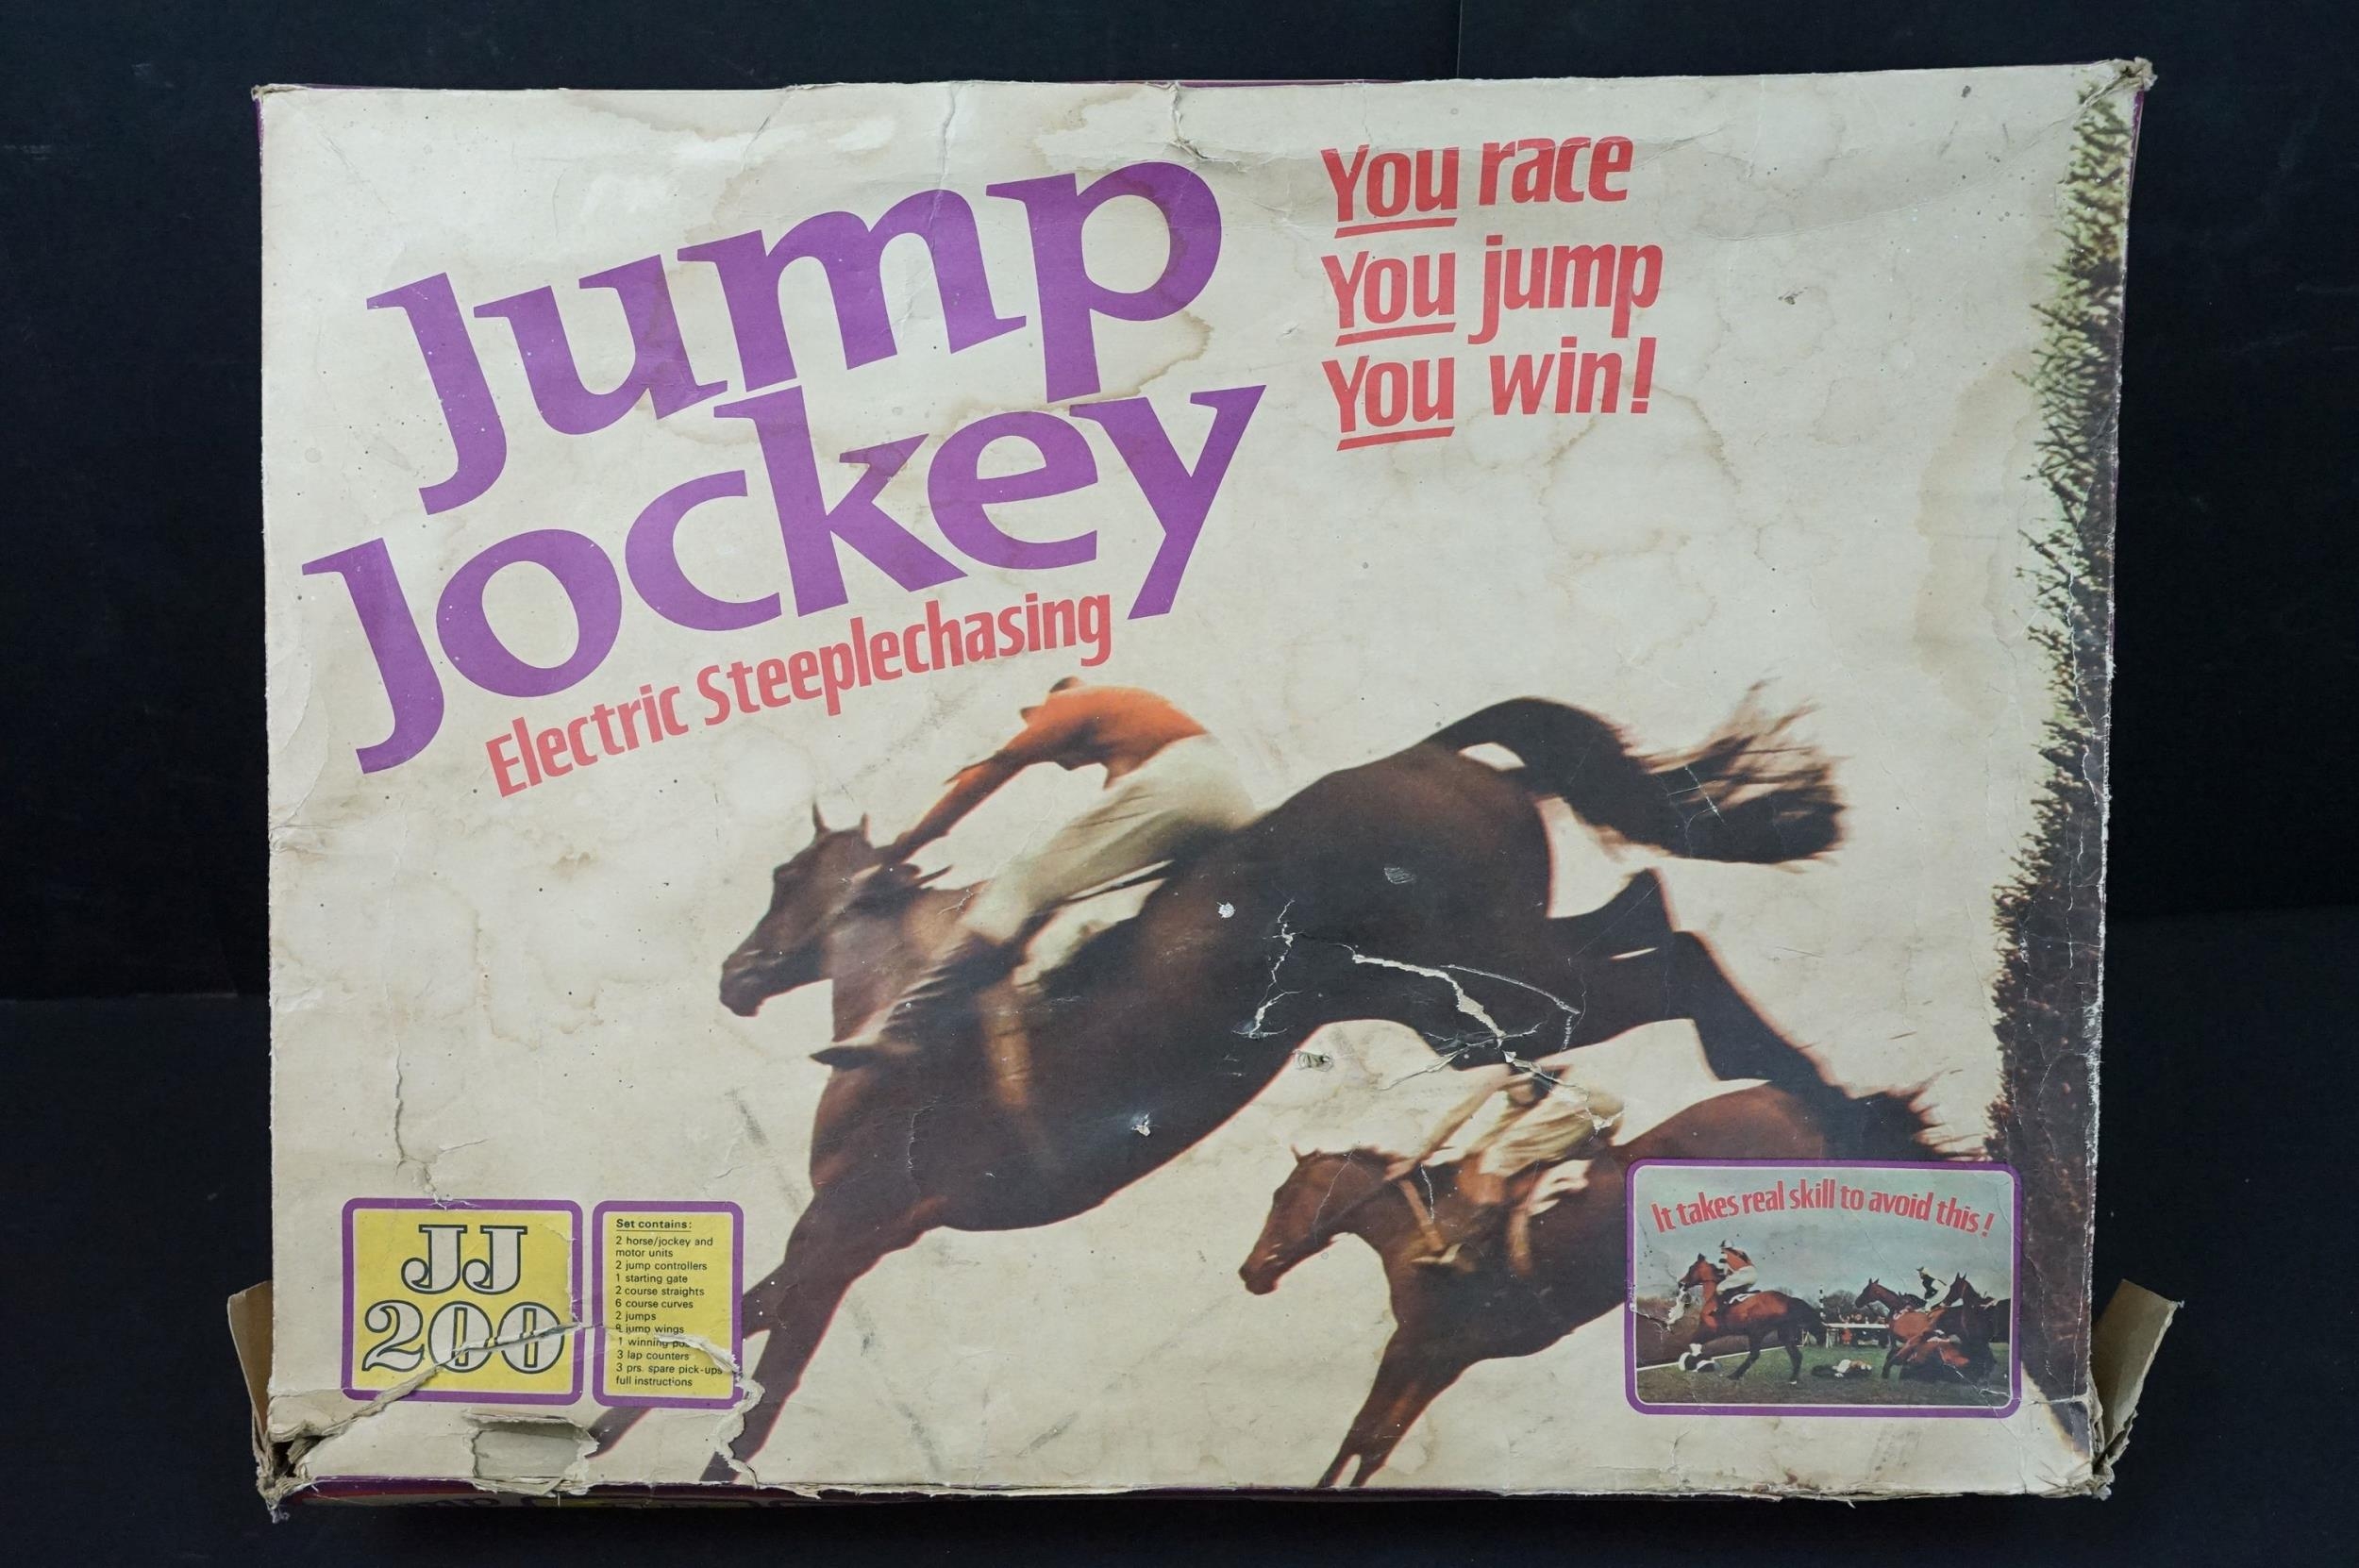 Jump
Jockey
Electric Steeplechasing
You race
You jump
You win!
JJ
200
Set contains:
2 horse/jockey and
motor units
2 jump controllers
1 starting gate
2 course straights
6 course curves
2 jumps
8 jump wings
1 winning
3 lap counters
3 prs. spare pick-ups
full instructions
It takes real skill to avoid this!